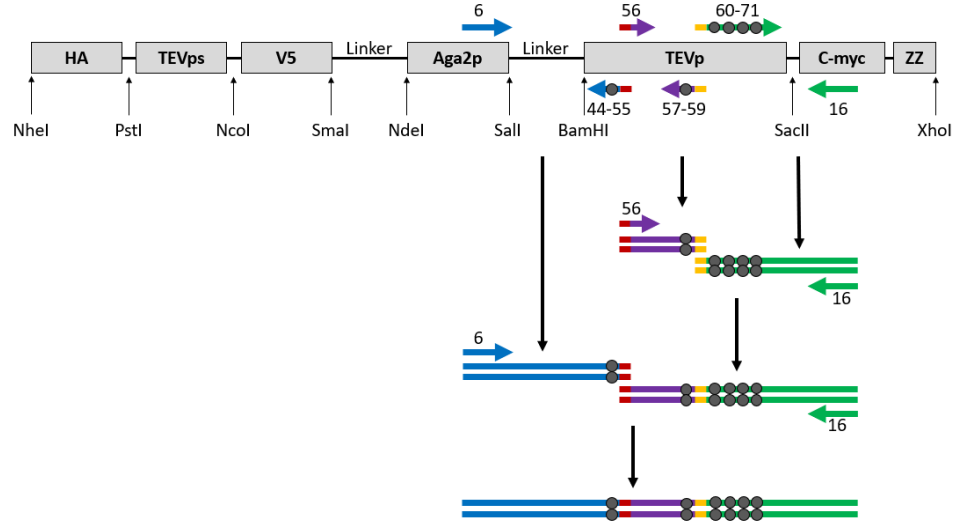 6 56 60-71
HA TEVps V5 Linker Aga2p Linker TEVp C-myc ZZ
44-55 57-59 16
NheI PstI NcoI SmaI NdeI SalI BamHI SacII XhoI
56
16
6
16